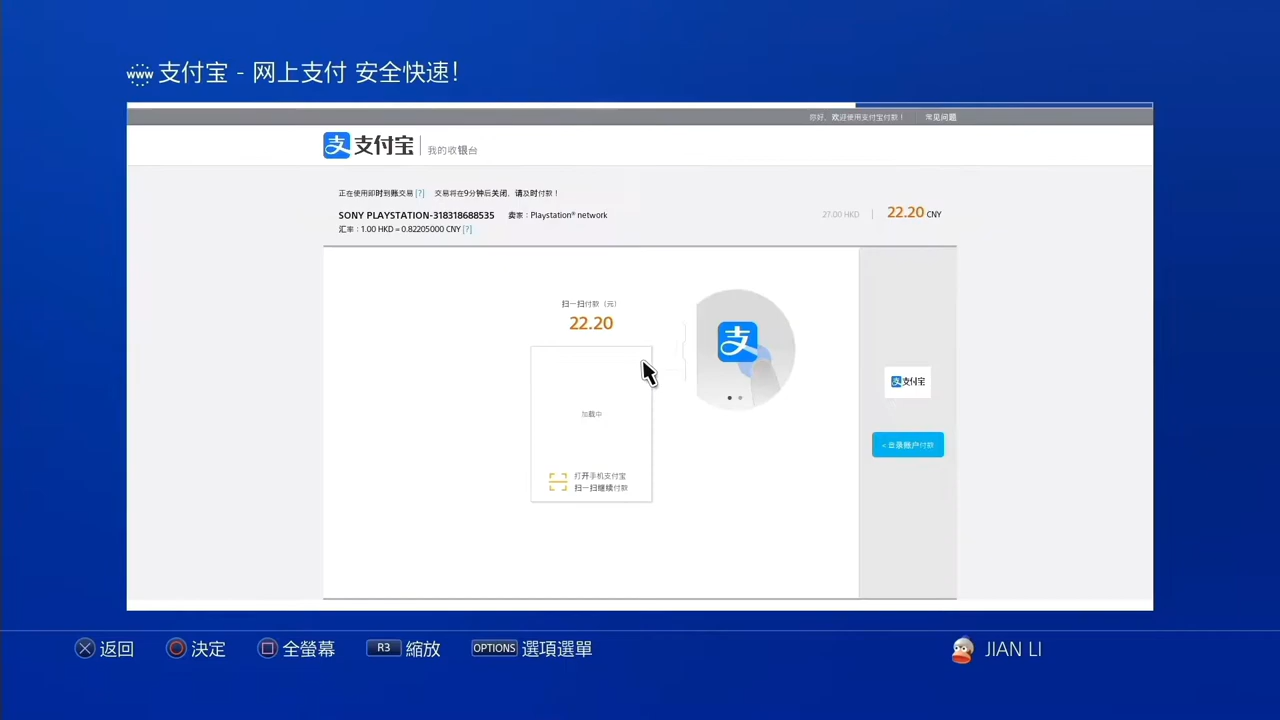 www 支付宝 - 网上支付 安全快速！
您好，欢迎使用支付宝付款！ 常见问题
支 支付宝 我的收银台
正在使用即时到账交易 [?] 交易将在9分钟后关闭，请及时付款！
SONY PLAYSTATION-318318688535 卖家：Playstation® network 27.00 HKD 22.20 CNY
汇率：1.00 HKD = 0.82205000 CNY [?]
扫一扫付款（元）
22.20
支
支 支付宝
加载中
< 登录账户付款
打开手机支付宝
扫一扫继续付款
返回 決定 全螢幕 R3 縮放 OPTIONS 選項選單 JIAN LI